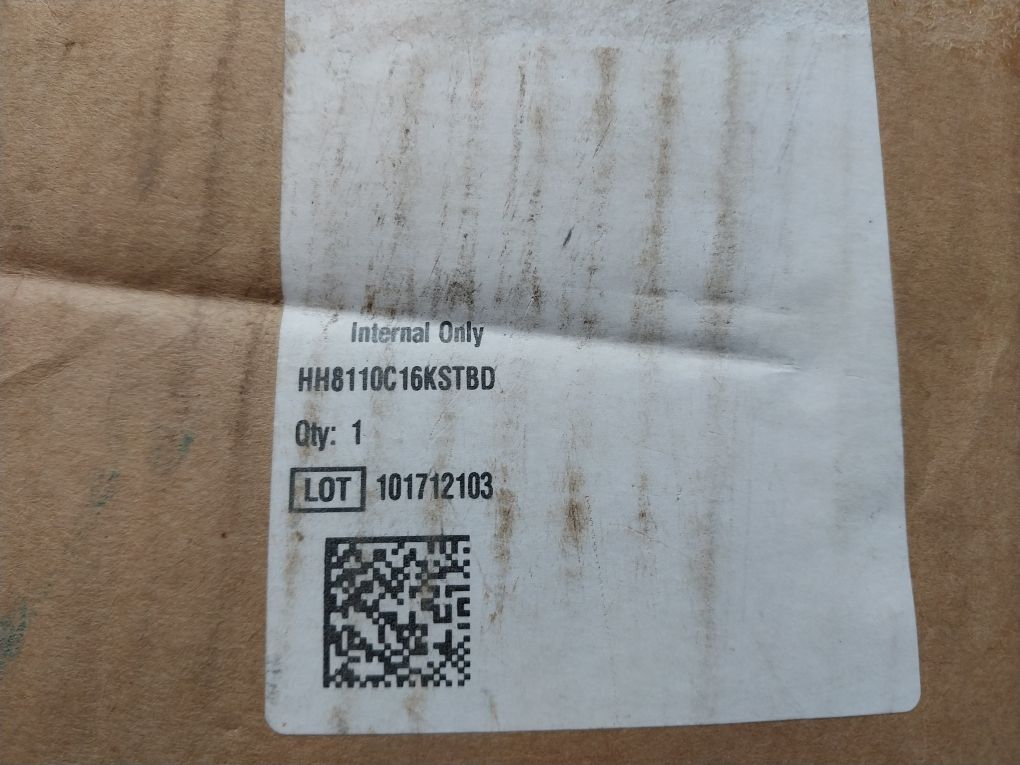 Internal Only
HH8110C16KSTBD
Qty: 1
LOT 101712103